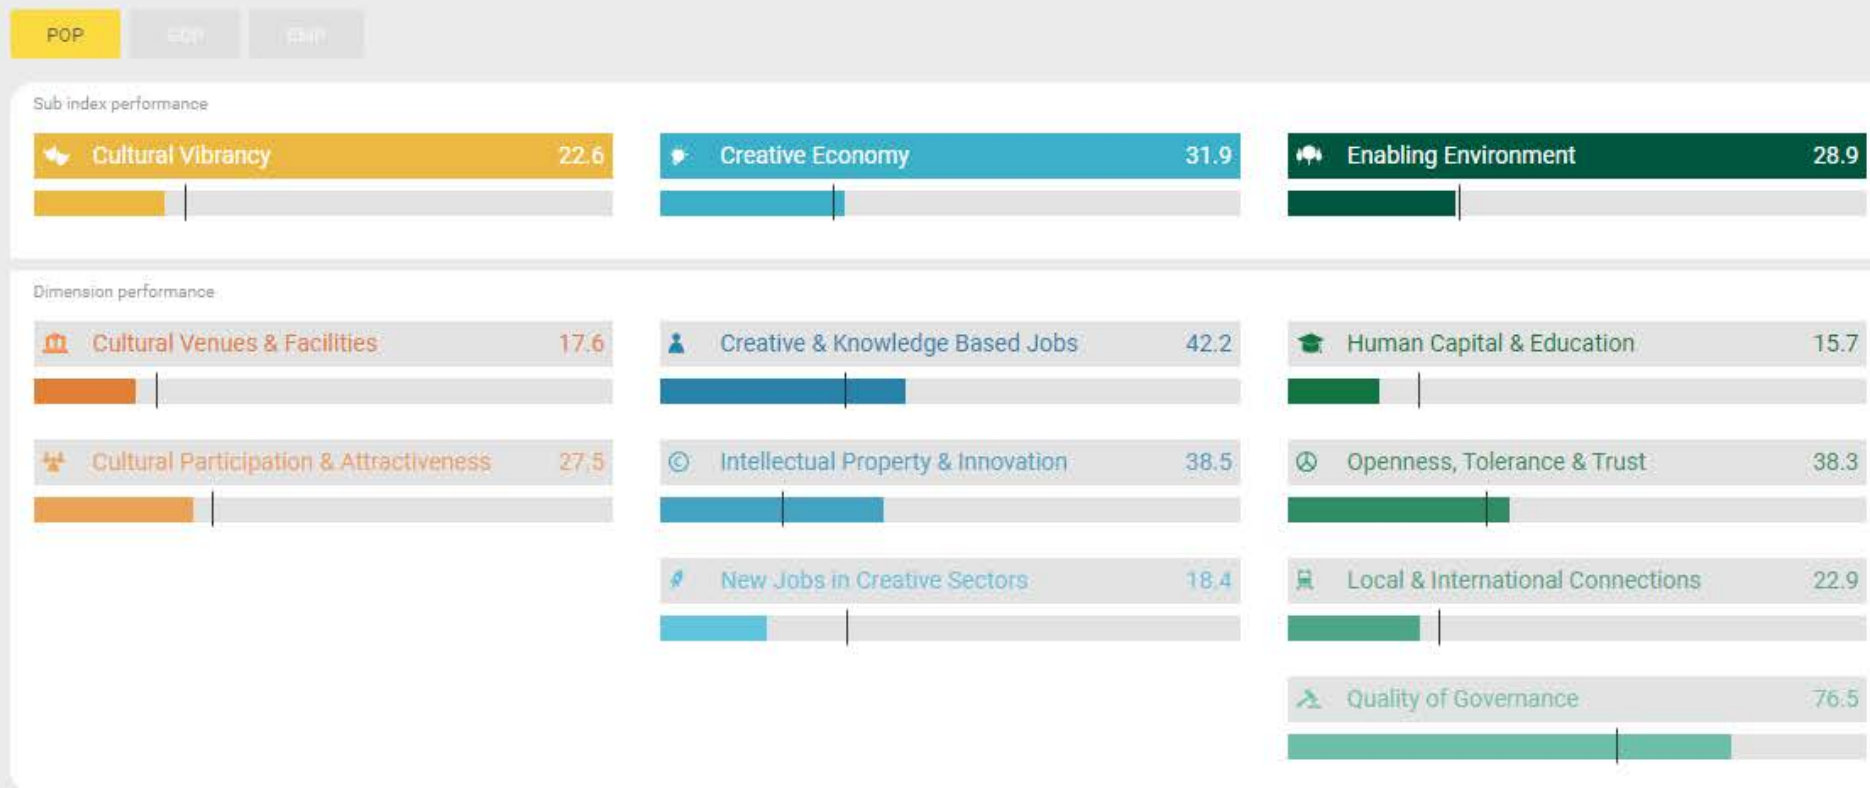 POP GDP EMP
Sub index performance
Cultural Vibrancy 22.6
Creative Economy 31.9
Enabling Environment 28.9
Dimension performance
Cultural Venues & Facilities 17.6
Cultural Participation & Attractiveness 27.5
Creative & Knowledge Based Jobs 42.2
Intellectual Property & Innovation 38.5
New Jobs in Creative Sectors 18.4
Human Capital & Education 15.7
Openness, Tolerance & Trust 38.3
Local & International Connections 22.9
Quality of Governance 76.5